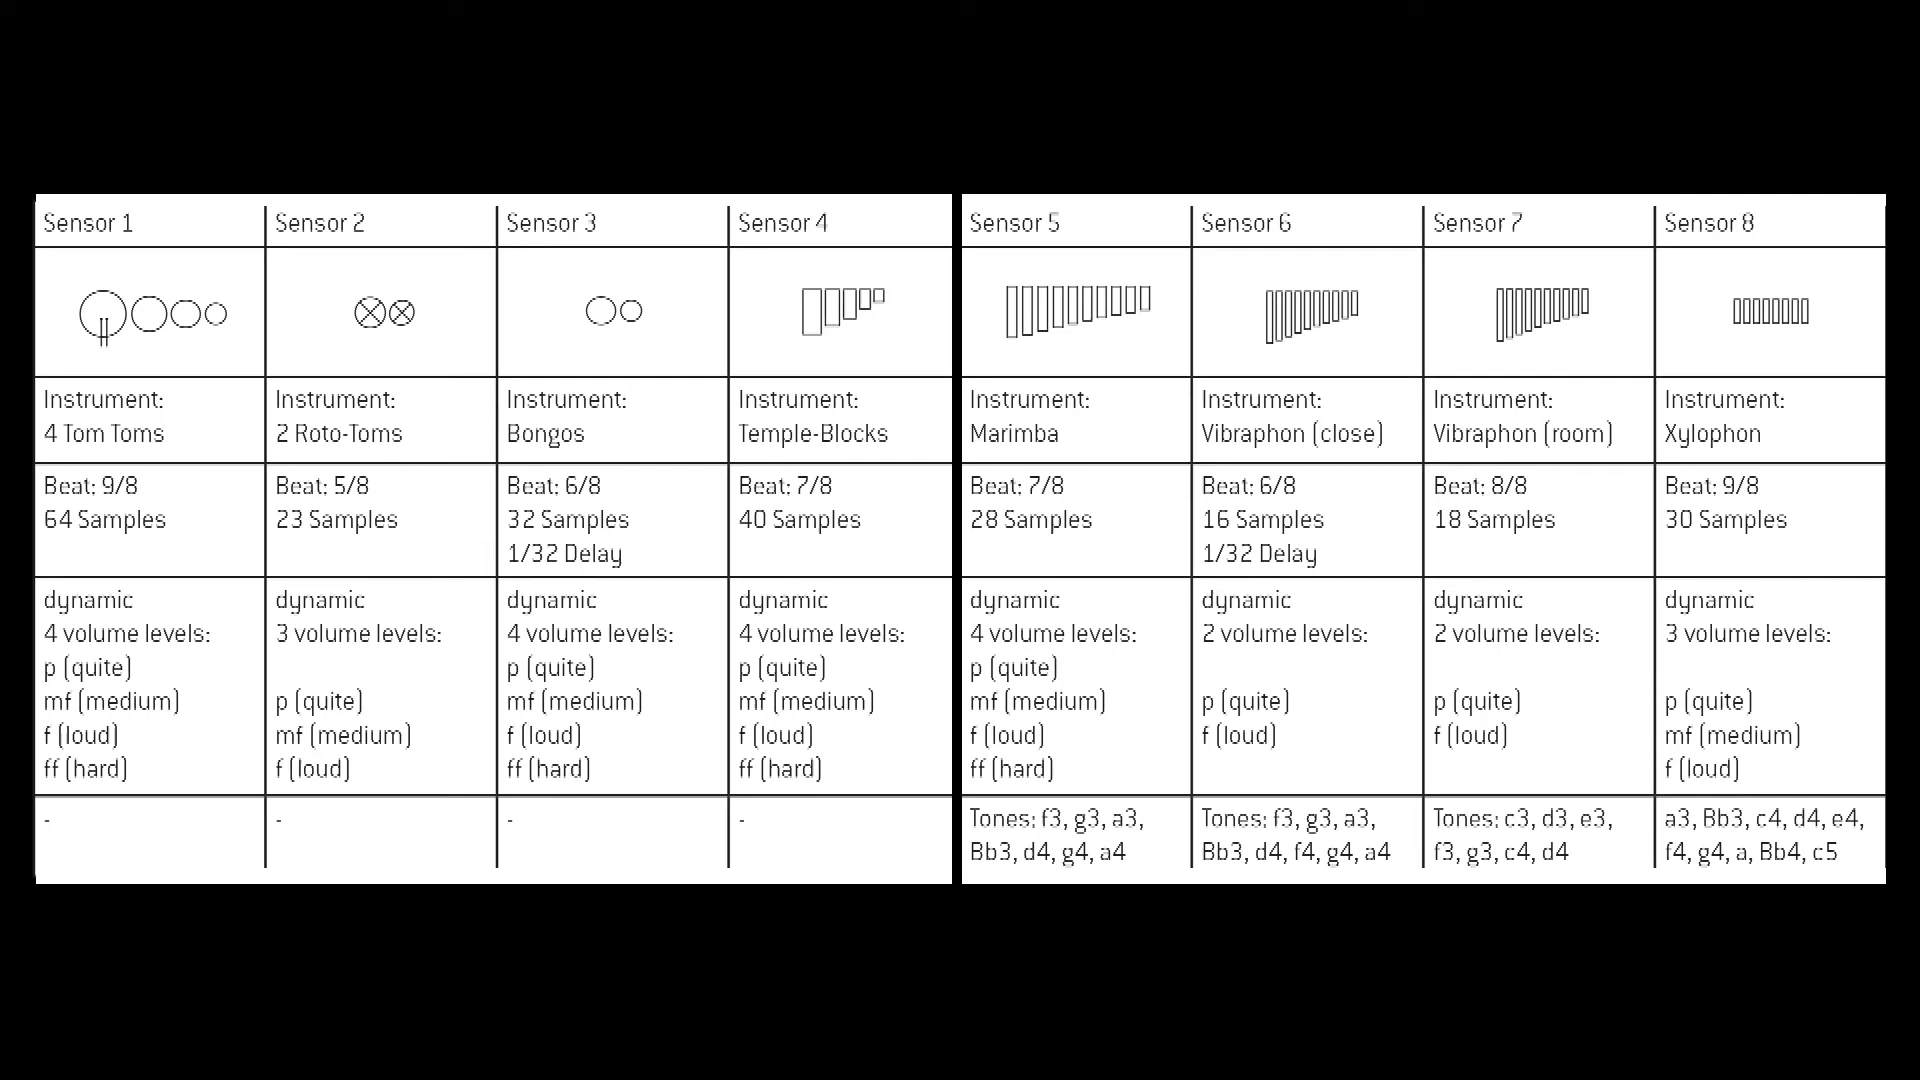 Sensor 1
Sensor 2
Sensor 3
Sensor 4
Sensor 5
Sensor 6
Sensor 7
Sensor 8
Instrument:
4 Tom Toms
Instrument:
2 Roto-Toms
Instrument:
Bongos
Instrument:
Temple-Blocks
Instrument:
Marimba
Instrument:
Vibraphon (close)
Instrument:
Vibraphon (room)
Instrument:
Xylophon
Beat: 9/8
64 Samples
Beat: 5/8
23 Samples
Beat: 6/8
32 Samples
1/32 Delay
Beat: 7/8
40 Samples
Beat: 7/8
28 Samples
Beat: 6/8
16 Samples
1/32 Delay
Beat: 8/8
18 Samples
Beat: 9/8
30 Samples
dynamic
4 volume levels:
p (quite)
mf (medium)
f (loud)
ff (hard)
dynamic
3 volume levels:
p (quite)
mf (medium)
f (loud)
dynamic
4 volume levels:
p (quite)
mf (medium)
f (loud)
ff (hard)
dynamic
4 volume levels:
p (quite)
mf (medium)
f (loud)
ff (hard)
dynamic
4 volume levels:
p (quite)
mf (medium)
f (loud)
ff (hard)
dynamic
2 volume levels:
p (quite)
f (loud)
dynamic
2 volume levels:
p (quite)
f (loud)
dynamic
3 volume levels:
p (quite)
mf (medium)
f (loud)
-
-
-
-
Tones: f3, g3, a3,
Bb3, d4, g4, a4
Tones: f3, g3, a3,
Bb3, d4, f4, g4, a4
Tones: c3, d3, e3,
f3, g3, c4, d4
a3, Bb3, c4, d4, e4,
f4, g4, a, Bb4, c5